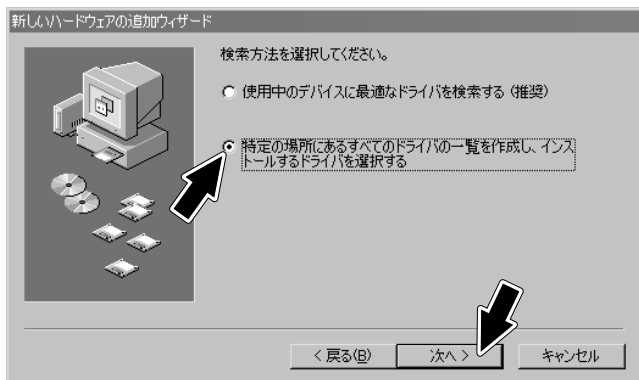 新しいハードウェアの追加ウィザード
検索方法を選択してください。
使用中のデバイスに最適なドライバを検索する (推奨)
特定の場所にあるすべてのドライバの一覧を作成し、インス
トールするドライバを選択する
< 戻る(B)
次へ >
キャンセル